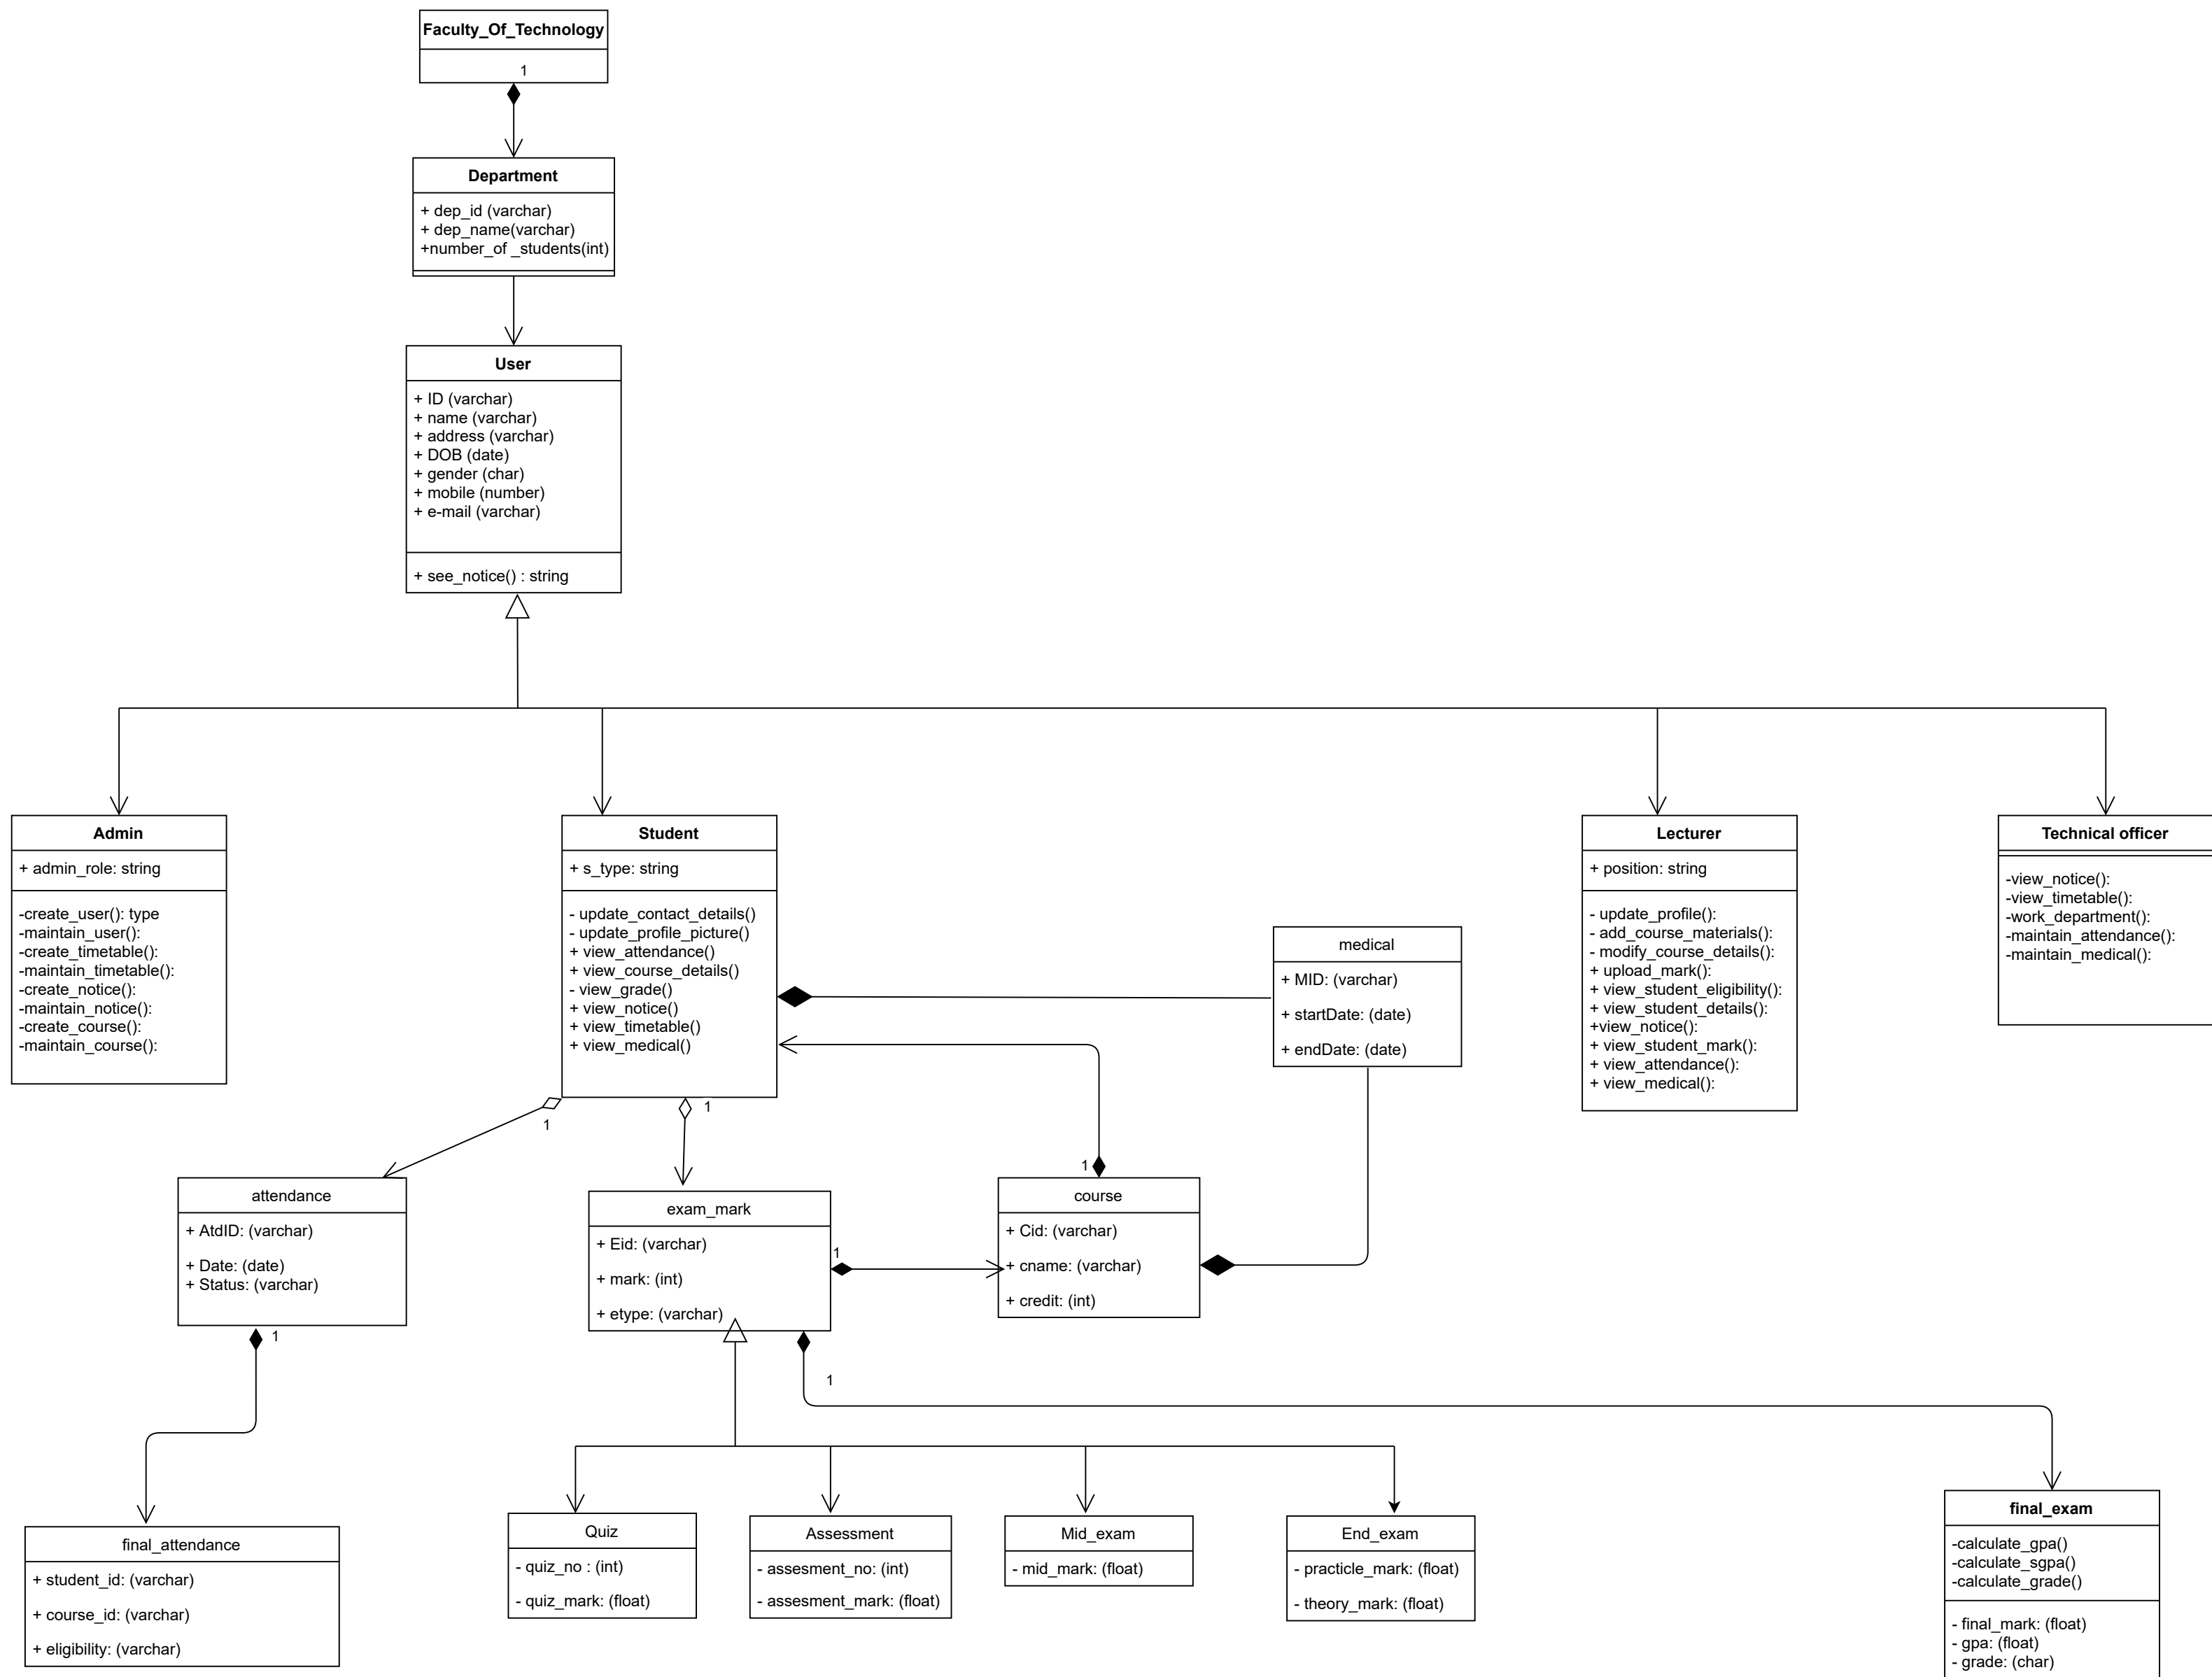 Faculty_Of_Technology
1
Department
+ dep_id (varchar)
+ dep_name(varchar)
+number_of _students(int)
User
+ ID (varchar)
+ name (varchar)
+ address (varchar)
+ DOB (date)
+ gender (char)
+ mobile (number)
+ e-mail (varchar)
+ see_notice() : string
Admin
+ admin_role: string
-create_user(): type
-maintain_user():
-create_timetable():
-maintain_timetable():
-create_notice():
-maintain_notice():
-create_course():
-maintain_course():
Student
+ s_type: string
- update_contact_details()
- update_profile_picture()
+ view_attendance()
+ view_course_details()
- view_grade()
+ view_notice()
+ view_timetable()
+ view_medical()
medical
+ MID: (varchar)
+ startDate: (date)
+ endDate: (date)
Lecturer
+ position: string
- update_profile():
- add_course_materials():
- modify_course_details():
+ upload_mark():
+ view_student_eligibility():
+ view_student_details():
+view_notice():
+ view_student_mark():
+ view_attendance():
+ view_medical():
Technical officer
-view_notice():
-view_timetable():
-work_department():
-maintain_attendance():
-maintain_medical():
1
1
1
attendance
+ AtdID: (varchar)
+ Date: (date)
+ Status: (varchar)
exam_mark
+ Eid: (varchar)
+ mark: (int)
+ etype: (varchar)
1
course
+ Cid: (varchar)
+ cname: (varchar)
+ credit: (int)
1
1
final_attendance
+ student_id: (varchar)
+ course_id: (varchar)
+ eligibility: (varchar)
Quiz
- quiz_no : (int)
- quiz_mark: (float)
Assessment
- assesment_no: (int)
- assesment_mark: (float)
Mid_exam
- mid_mark: (float)
End_exam
- practicle_mark: (float)
- theory_mark: (float)
final_exam
-calculate_gpa()
-calculate_sgpa()
-calculate_grade()
- final_mark: (float)
- gpa: (float)
- grade: (char)